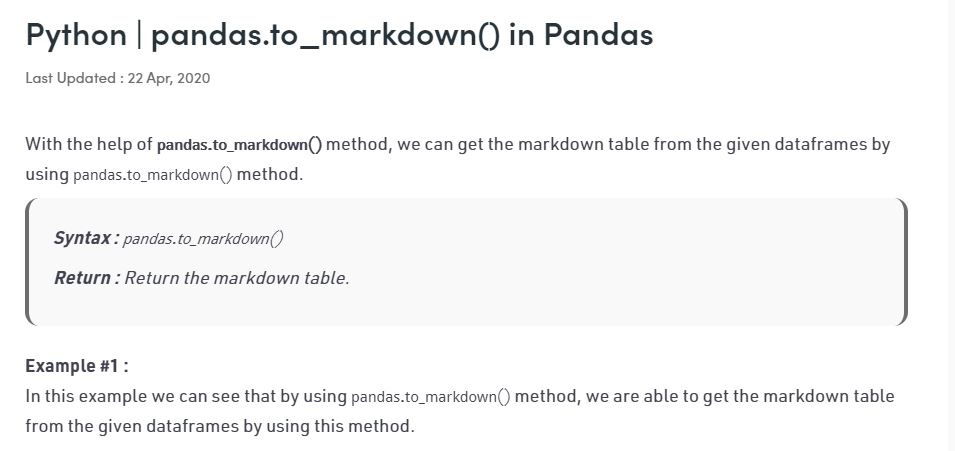 Python | pandas.to_markdown() in Pandas
Last Updated : 22 Apr, 2020
With the help of pandas.to_markdown() method, we can get the markdown table from the given dataframes by
using pandas.to_markdown() method.
Syntax : pandas.to_markdown()
Return : Return the markdown table.
Example #1 :
In this example we can see that by using pandas.to_markdown() method, we are able to get the markdown table
from the given dataframes by using this method.